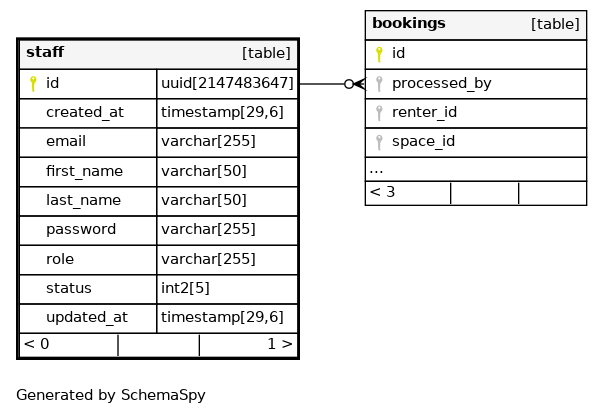 staff [table]
id uuid[2147483647]
created_at timestamp[29,6]
email varchar[255]
first_name varchar[50]
last_name varchar[50]
password varchar[255]
role varchar[255]
status int2[5]
updated_at timestamp[29,6]
< 0 1 >
bookings [table]
id
processed_by
renter_id
space_id
...
< 3
Generated by SchemaSpy